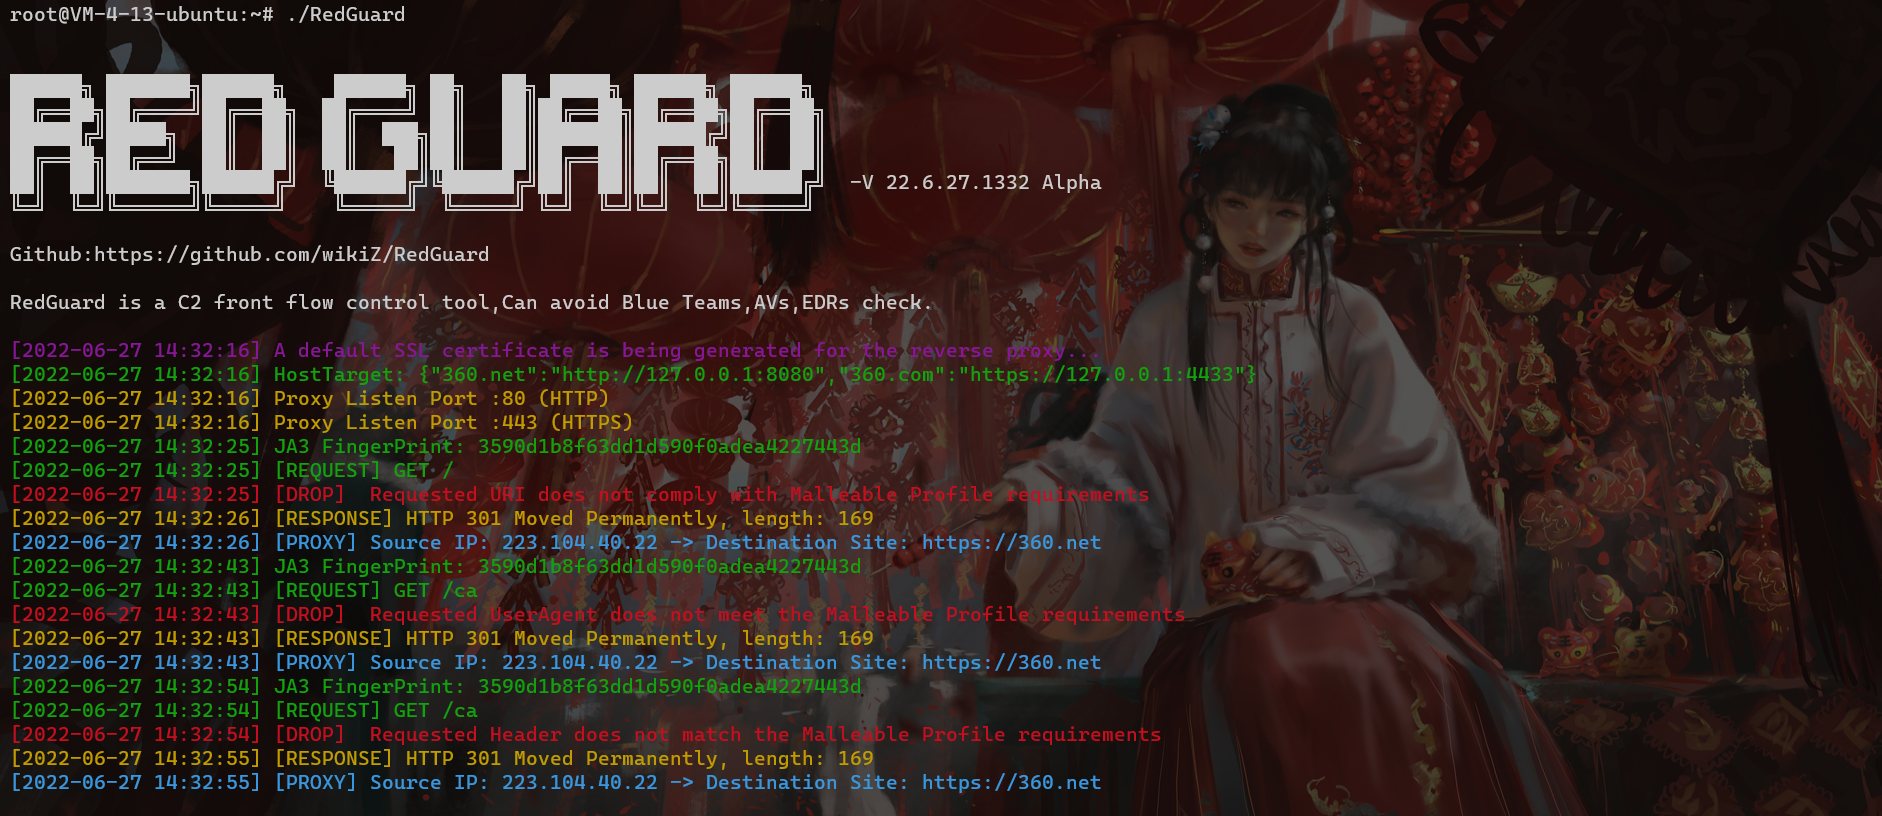 root@VM-4-13-ubuntu:~# ./RedGuard
RED GUARD
-V 22.6.27.1332 Alpha
Github:https://github.com/wikiZ/RedGuard
RedGuard is a C2 front flow control tool,Can avoid Blue Teams,AVs,EDRs check.
[2022-06-27 14:32:16] A default SSL certificate is being generated for the reverse proxy...
[2022-06-27 14:32:16] HostTarget: {"360.net":"http://127.0.0.1:8080","360.com":"https://127.0.0.1:4433"}
[2022-06-27 14:32:16] Proxy Listen Port :80 (HTTP)
[2022-06-27 14:32:16] Proxy Listen Port :443 (HTTPS)
[2022-06-27 14:32:25] JA3 FingerPrint: 3590d1b8f63dd1d590f0adea4227443d
[2022-06-27 14:32:25] [REQUEST] GET /
[2022-06-27 14:32:25] [DROP]  Requested URI does not comply with Malleable Profile requirements
[2022-06-27 14:32:26] [RESPONSE] HTTP 301 Moved Permanently, length: 169
[2022-06-27 14:32:26] [PROXY] Source IP: 223.104.40.22 -> Destination Site: https://360.net
[2022-06-27 14:32:43] JA3 FingerPrint: 3590d1b8f63dd1d590f0adea4227443d
[2022-06-27 14:32:43] [REQUEST] GET /ca
[2022-06-27 14:32:43] [DROP]  Requested UserAgent does not meet the Malleable Profile requirements
[2022-06-27 14:32:43] [RESPONSE] HTTP 301 Moved Permanently, length: 169
[2022-06-27 14:32:43] [PROXY] Source IP: 223.104.40.22 -> Destination Site: https://360.net
[2022-06-27 14:32:54] JA3 FingerPrint: 3590d1b8f63dd1d590f0adea4227443d
[2022-06-27 14:32:54] [REQUEST] GET /ca
[2022-06-27 14:32:54] [DROP]  Requested Header does not match the Malleable Profile requirements
[2022-06-27 14:32:55] [RESPONSE] HTTP 301 Moved Permanently, length: 169
[2022-06-27 14:32:55] [PROXY] Source IP: 223.104.40.22 -> Destination Site: https://360.net